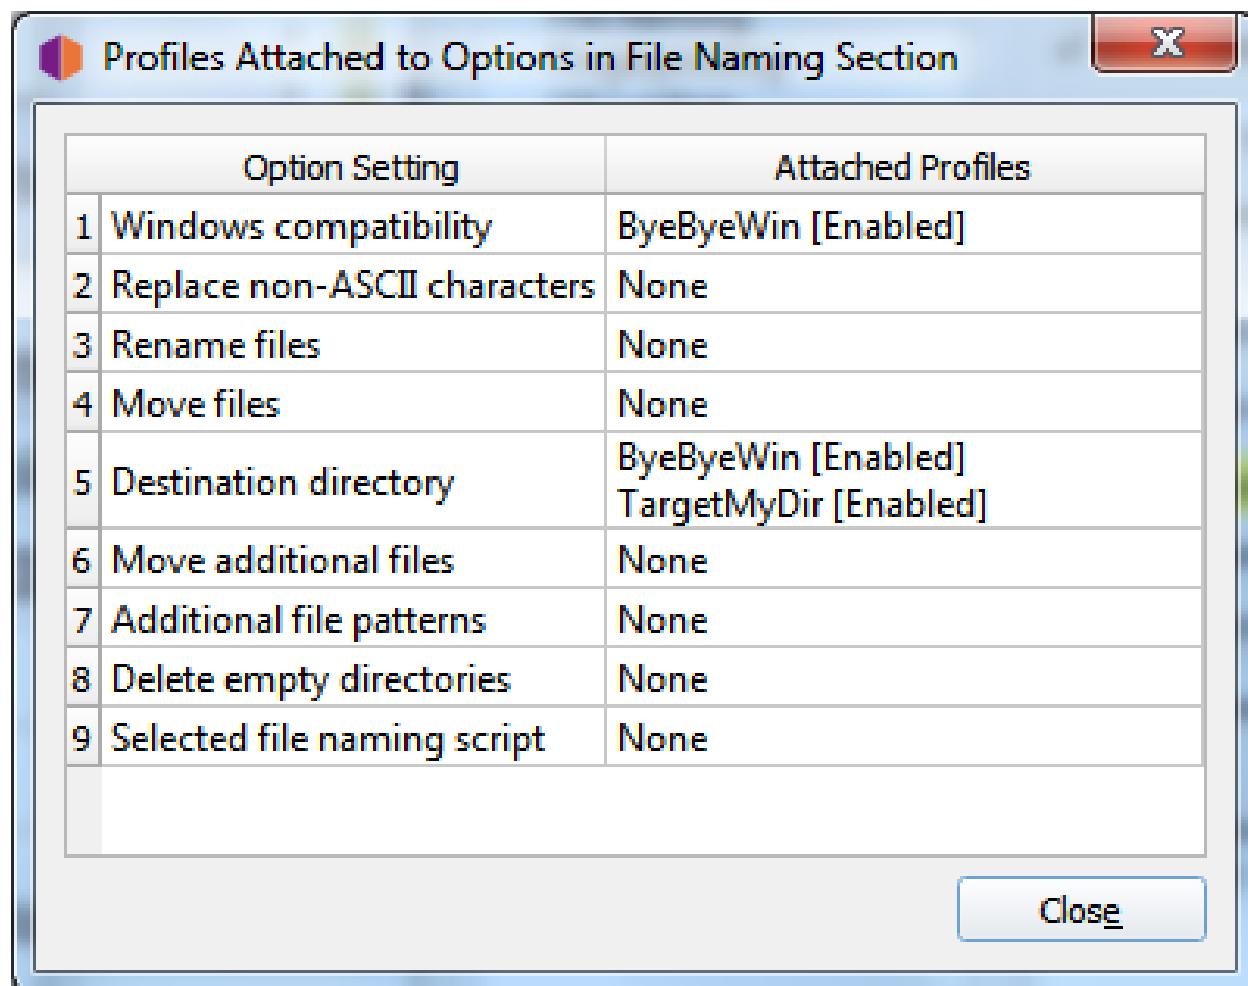 Profiles Attached to Options in File Naming Section
Option Setting Attached Profiles
1 Windows compatibility ByeByeWin [Enabled]
2 Replace non-ASCII characters None
3 Rename files None
4 Move files None
5 Destination directory ByeByeWin [Enabled]
TargetMyDir [Enabled]
6 Move additional files None
7 Additional file patterns None
8 Delete empty directories None
9 Selected file naming script None
Close